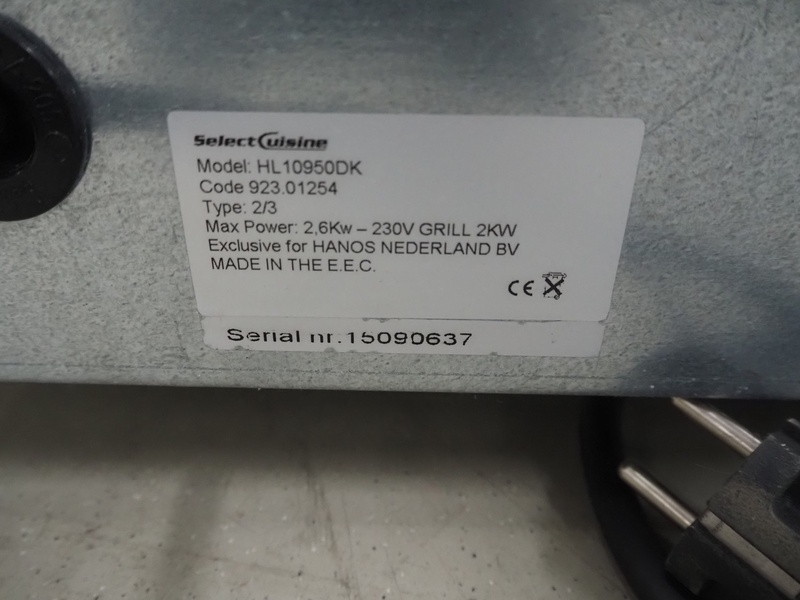 SelectCuisine
Model: HL10950DK
Code 923.01254
Type: 2/3
Max Power: 2,6Kw – 230V GRILL 2KW
Exclusive for HANOS NEDERLAND BV
MADE IN THE E.E.C.
CE
Serial nr.15090637